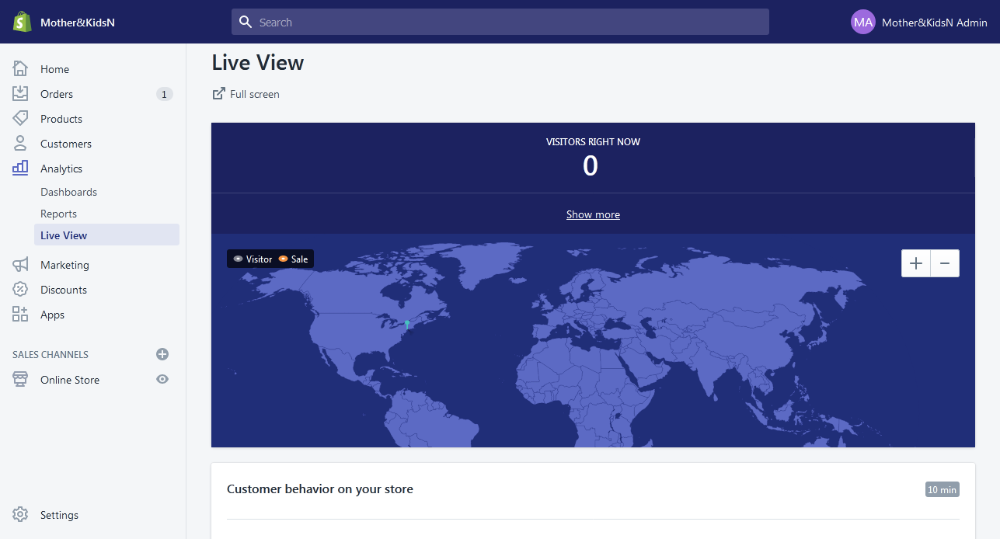 Mother&KidsN
Search
MA
Mother&KidsN Admin
Home
Orders
1
Products
Customers
Analytics
Dashboards
Reports
Live View
Marketing
Discounts
Apps
SALES CHANNELS
Online Store
Settings
Live View
Full screen
VISITORS RIGHT NOW
0
Show more
Visitor Sale
Customer behavior on your store
10 min